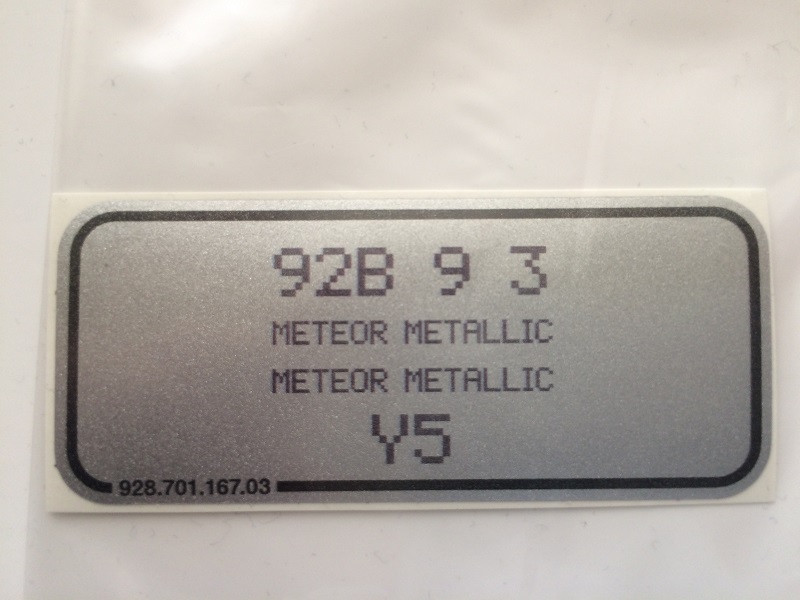 92B 9 3
METEOR METALLIC
METEOR METALLIC
Y5
928.701.167.03